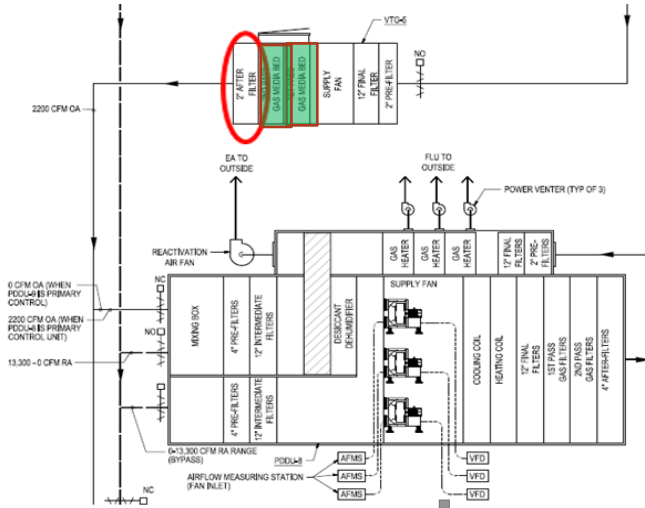 VTG-6
NO
2" AFTER
FILTER
GAS MEDIA BED
GAS MEDIA BED
SUPPLY
FAN
12" FINAL
FILTER
2" PRE-FILTER
2200 CFM OA
EA TO
OUTSIDE
FLU TO
OUTSIDE
POWER VENTER (TYP OF 3)
REACTIVATION
AIR FAN
GAS
HEATER
GAS
HEATER
GAS
HEATER
12" FINAL
FILTERS
2" PRE-
FILTERS
0 CFM OA (WHEN
PDDU-9 IS PRIMARY
CONTROL)
2200 CFM OA (WHEN
PDDU-8 IS PRIMARY
CONTROL UNIT)
13,300 - 0 CFM RA
NC
NO
MIXING BOX
4" PRE-FILTERS
12" INTERMEDIATE
FILTERS
DESICCANT
DEHUMIDIFIER
SUPPLY FAN
COOLING COIL
HEATING COIL
12" FINAL
FILTERS
1ST PASS
GAS FILTERS
2ND PASS
GAS FILTERS
4" AFTER-FILTERS
NC
4" PRE-FILTERS
12" INTERMEDIATE
FILTERS
0-13,300 CFM RA RANGE
(BYPASS)
PDDU-8
NC
AIRFLOW MEASURING STATION
(FAN INLET)
AFMS
AFMS
AFMS
VFD
VFD
VFD